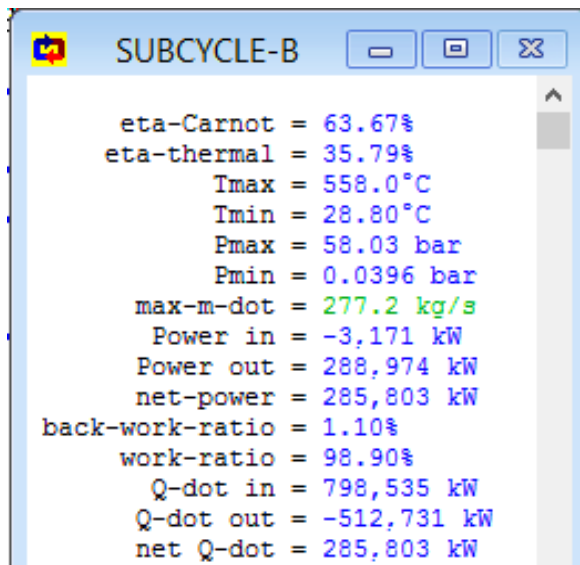 SUBCYCLE-B
eta-Carnot = 63.67%
eta-thermal = 35.79%
Tmax = 558.0°C
Tmin = 28.80°C
Pmax = 58.03 bar
Pmin = 0.0396 bar
max-m-dot = 277.2 kg/s
Power in = -3,171 kW
Power out = 288,974 kW
net-power = 285,803 kW
back-work-ratio = 1.10%
work-ratio = 98.90%
Q-dot in = 798,535 kW
Q-dot out = -512,731 kW
net Q-dot = 285,803 kW